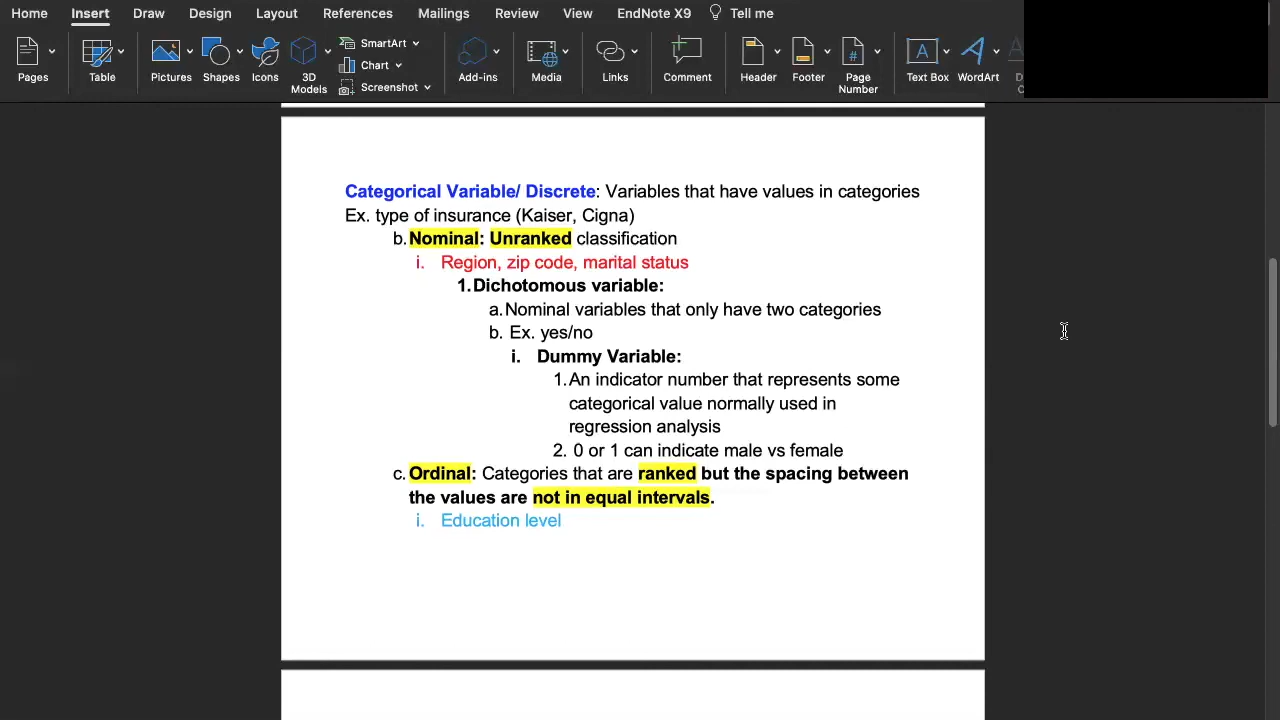 Home Insert Draw Design Layout References Mailings Review View EndNote X9 Tell me
Pages Table Pictures Shapes Icons 3D Models SmartArt Chart Screenshot Add-ins Media Links Comment Header Footer Page Number Text Box WordArt
Categorical Variable/ Discrete: Variables that have values in categories
Ex. type of insurance (Kaiser, Cigna)
b. Nominal: Unranked classification
i. Region, zip code, marital status
1. Dichotomous variable:
a. Nominal variables that only have two categories
b. Ex. yes/no
i. Dummy Variable:
1. An indicator number that represents some
categorical value normally used in
regression analysis
2. 0 or 1 can indicate male vs female
c. Ordinal: Categories that are ranked but the spacing between
the values are not in equal intervals.
i. Education level